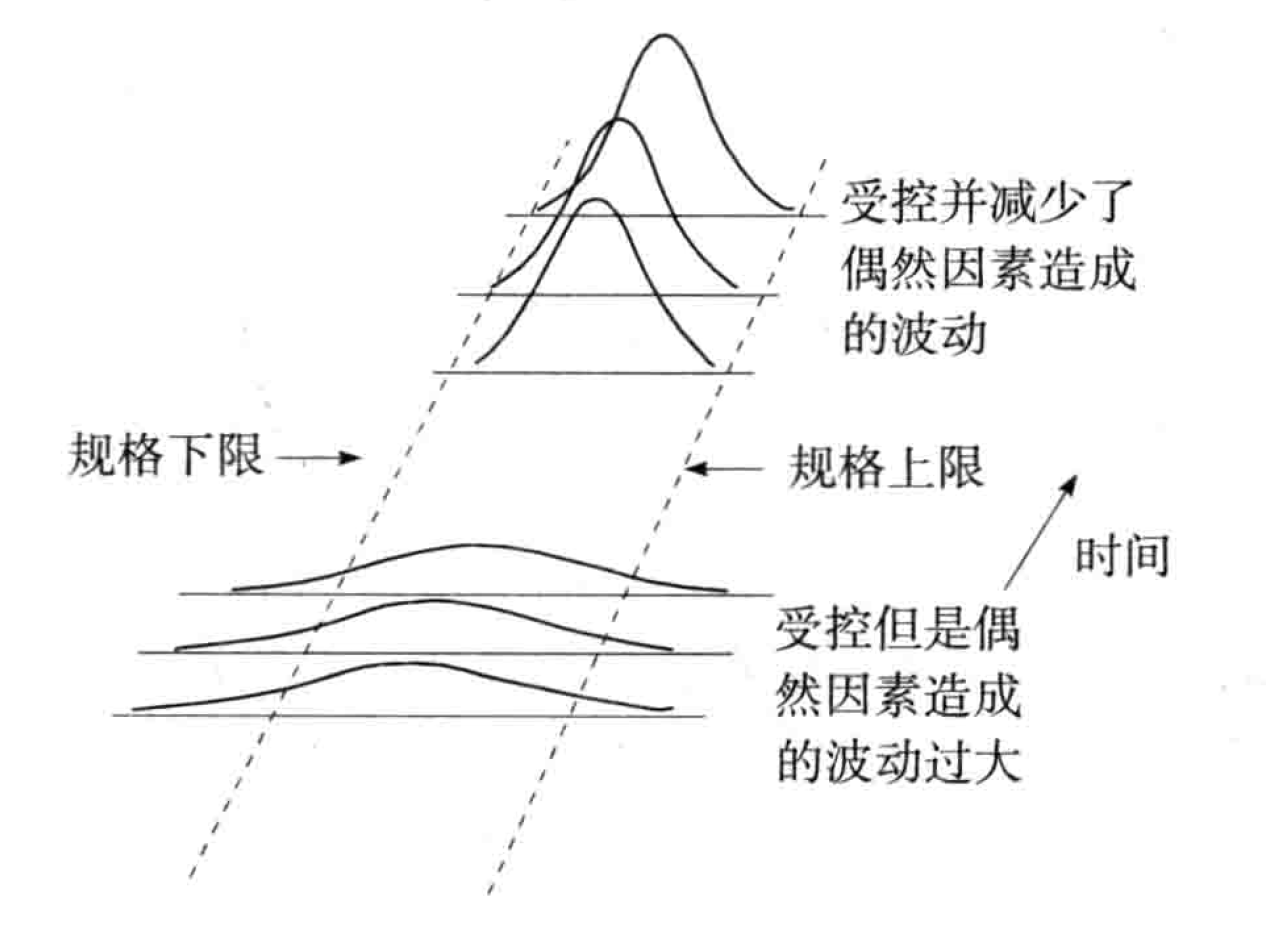 受控并减少了
偶然因素造成
的波动
规格下限
规格上限
时间
受控但是偶
然因素造成
的波动过大